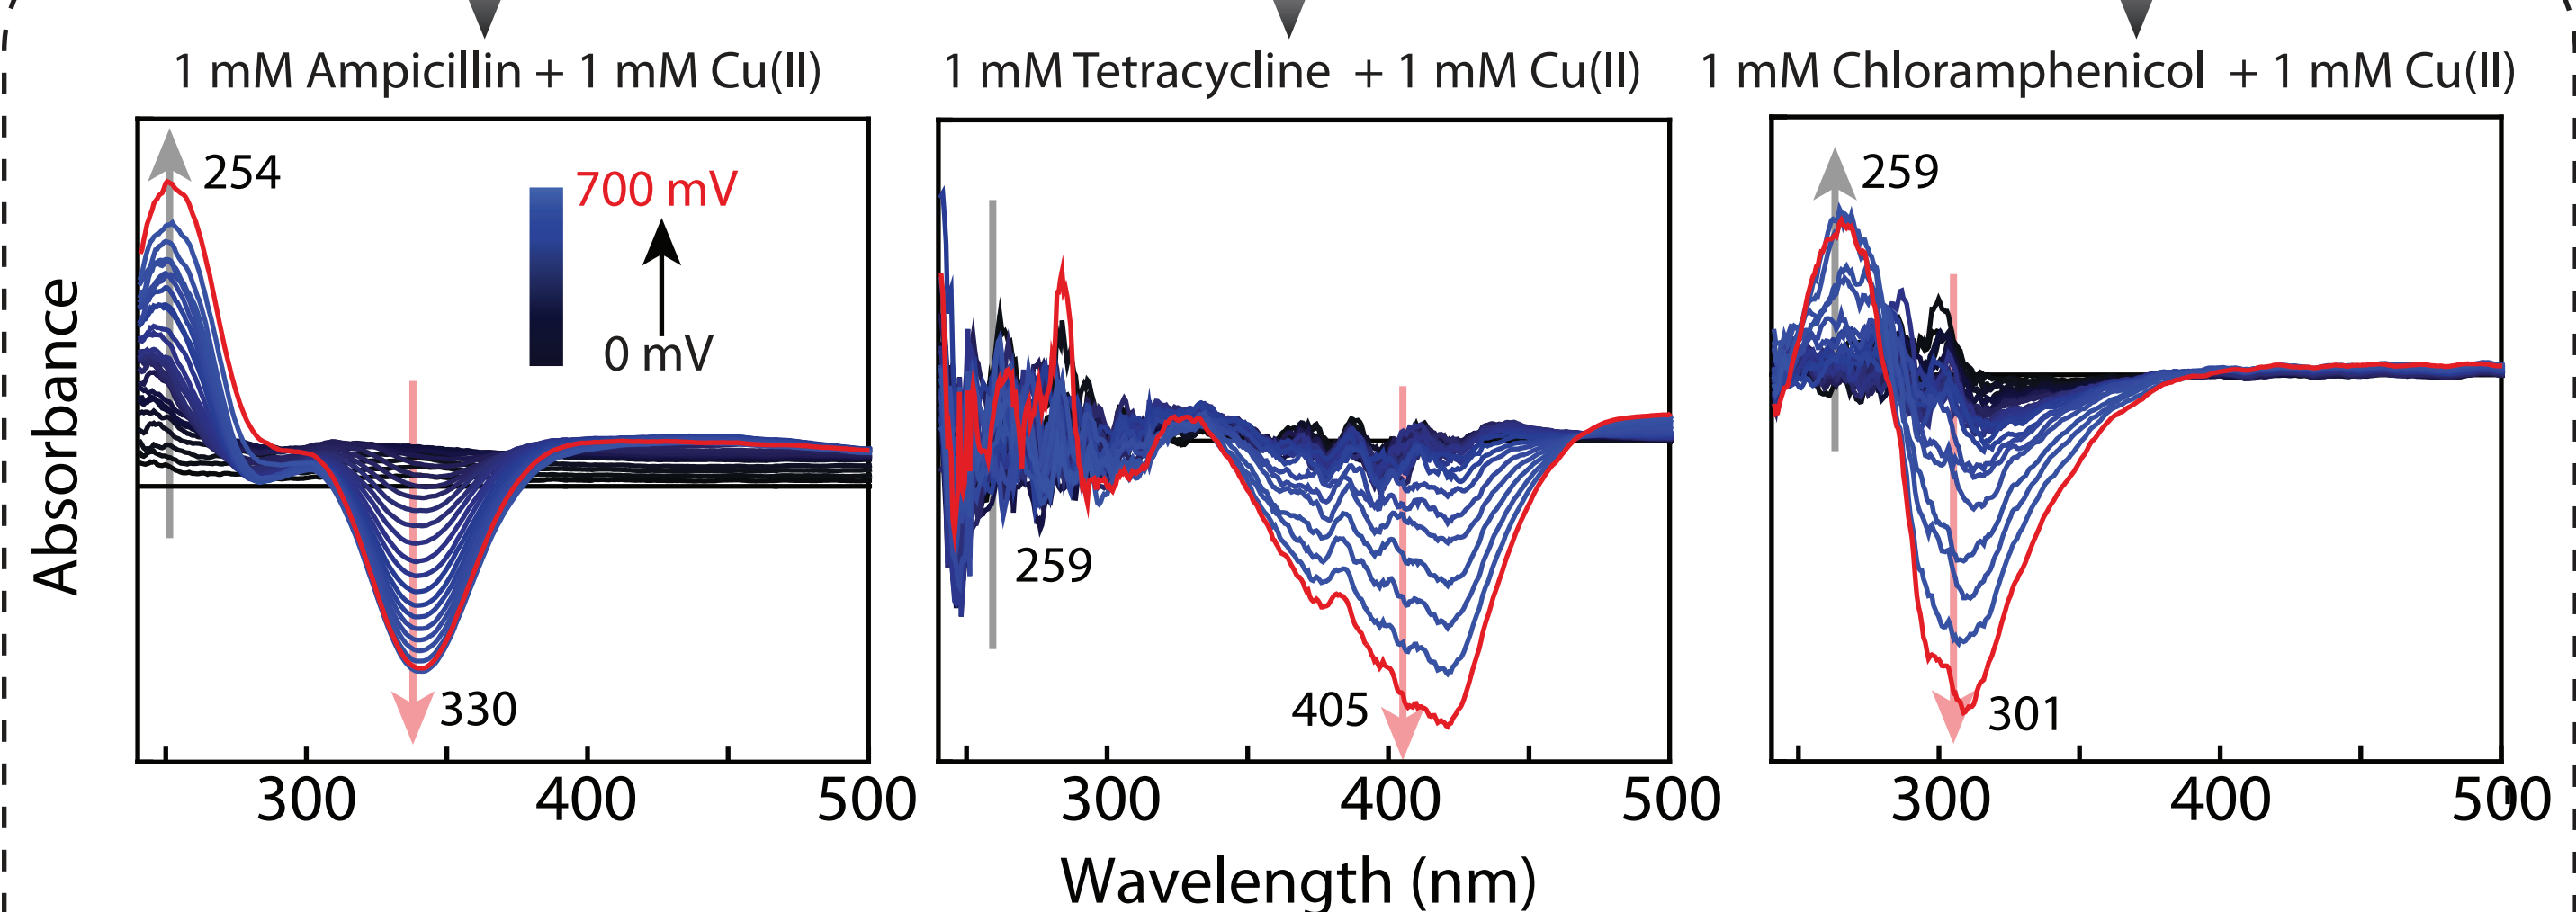 1 mM Ampicillin + 1 mM Cu(II)
1 mM Tetracycline + 1 mM Cu(II)
1 mM Chloramphenicol + 1 mM Cu(II)
Absorbance
254
700 mV
0 mV
330
259
405
259
301
300 400 500
300 400 500
300 400 500
Wavelength (nm)